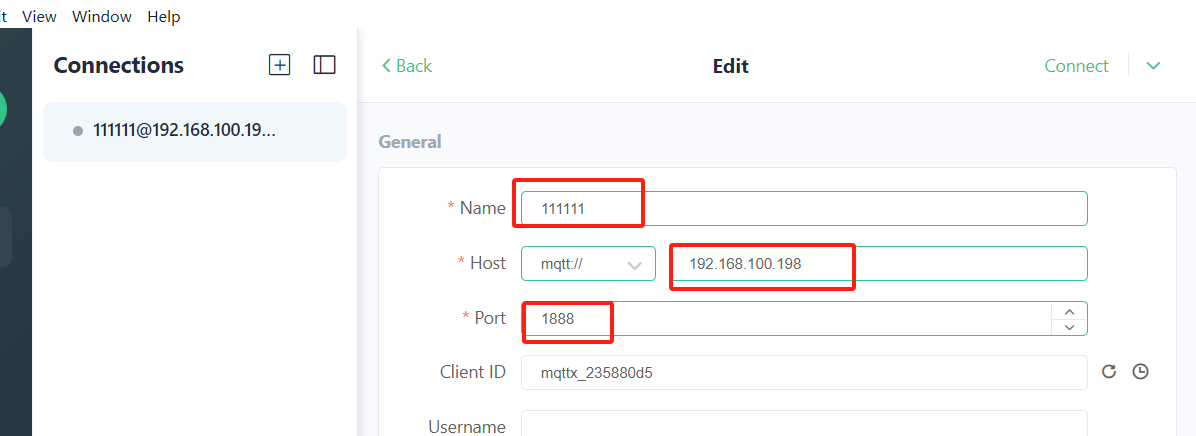 it View Window Help
Connections
111111@192.168.100.19...
Back Edit Connect
General
* Name 111111
* Host mqtt:// 192.168.100.198
* Port 1888
Client ID mqttx_235880d5
Username